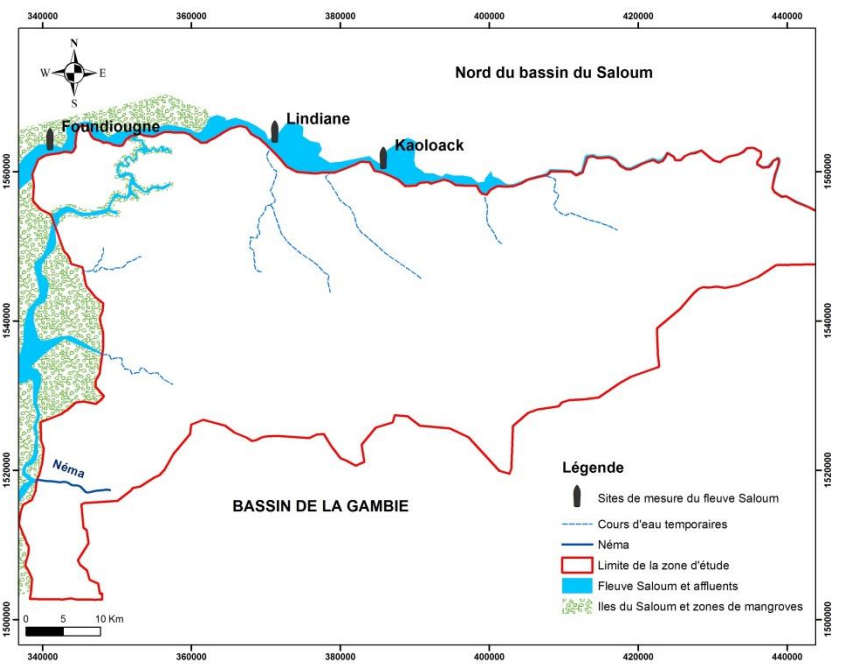 340000 360000 380000 400000 420000 440000
N
W E
S
Nord du bassin du Saloum
Foundiougne
Lindiane
Kaoloack
1560000 1560000
1540000 1540000
1520000 1520000
1500000 1500000
Néma
BASSIN DE LA GAMBIE
Légende
Sites de mesure du fleuve Saloum
Cours d'eau temporaires
Néma
Limite de la zone d'étude
Fleuve Saloum et affluents
Iles du Saloum et zones de mangroves
0 5 10 Km
340000 360000 380000 400000 420000 440000